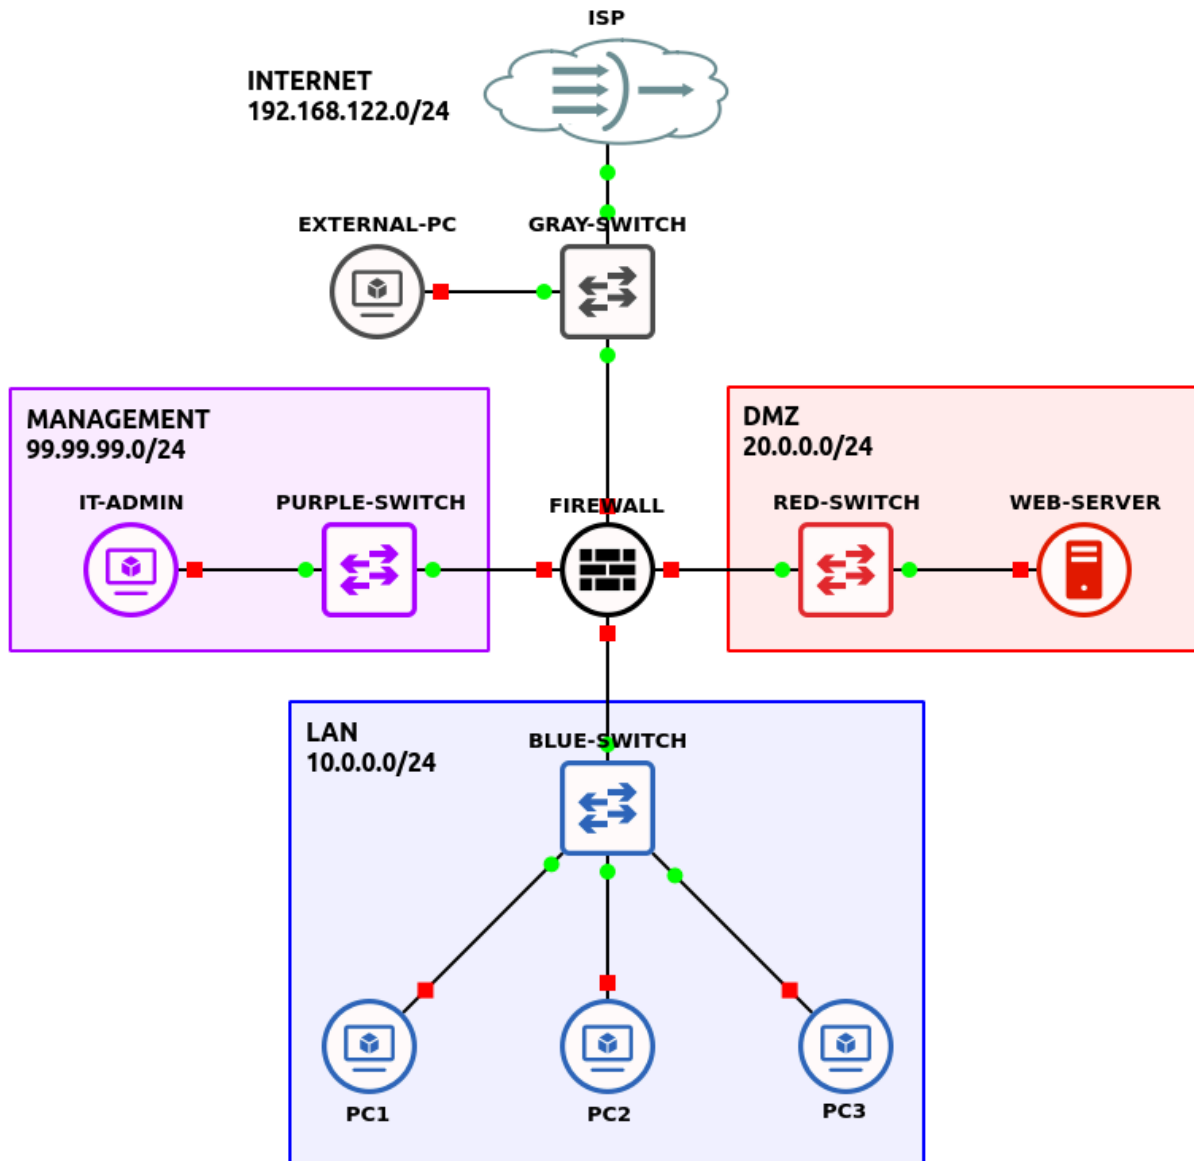 ISP
INTERNET
192.168.122.0/24
EXTERNAL-PC
GRAY-SWITCH
MANAGEMENT
99.99.99.0/24
IT-ADMIN
PURPLE-SWITCH
FIREWALL
DMZ
20.0.0.0/24
RED-SWITCH
WEB-SERVER
LAN
10.0.0.0/24
BLUE-SWITCH
PC1
PC2
PC3